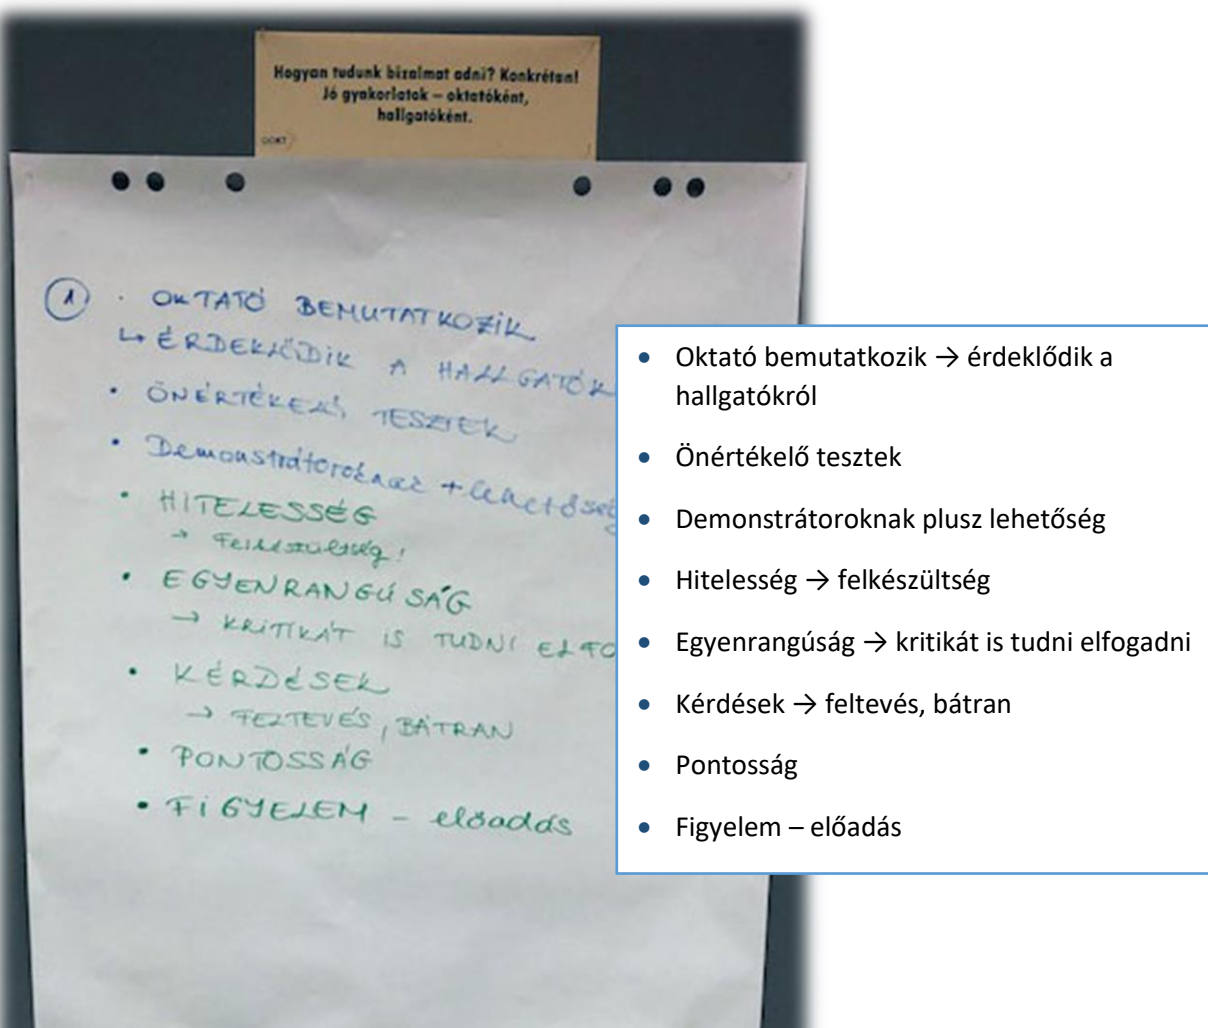 Hogyan tudunk bizalmat adni? Konkrétan!
Jó gyakorlatok – oktatóként,
hallgatóként.
OOKT
1 . OKTATÓ BEMUTATKOZIK
↳ ÉRDEKLŐDIK A HALLGATÓK
• ÖNÉRTÉKELŐ TESZTEK
• Demonstrátoroknak + lehetőség
• HITELESSÉG
→ Felkészültség!
• EGYENRANGÚSÁG
→ KRITIKÁT IS TUDNI ELFO
• KÉRDÉSEK
→ FELTEVÉS, BÁTRAN
• PONTOSSÁG
• FIGYELEM – előadás
• Oktató bemutatkozik → érdeklődik a
hallgatókról
• Önértékelő tesztek
• Demonstrátoroknak plusz lehetőség
• Hitelesség → felkészültség
• Egyenrangúság → kritikát is tudni elfogadni
• Kérdések → feltevés, bátran
• Pontosság
• Figyelem – előadás